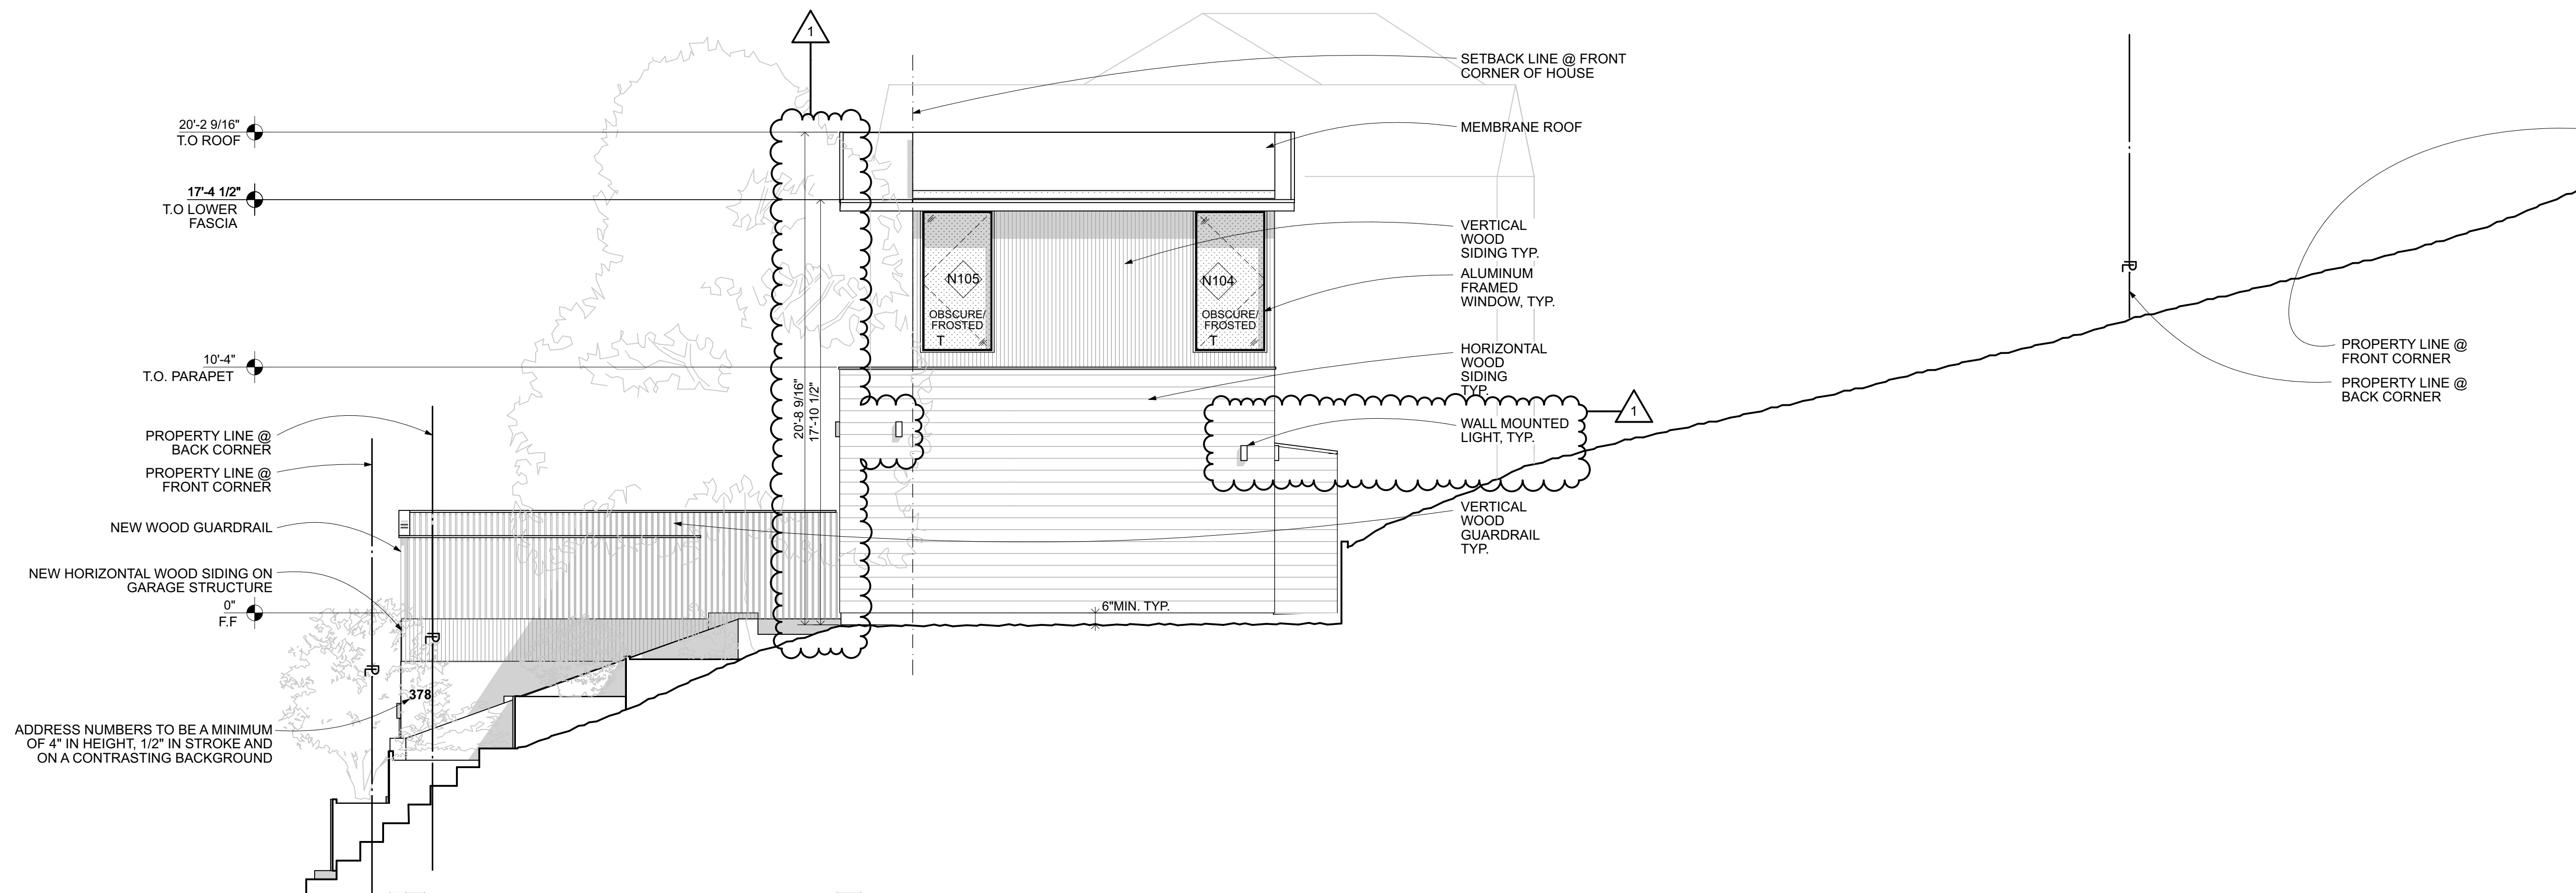 1
SETBACK LINE @ FRONT
CORNER OF HOUSE
20'-2 9/16"
T.O ROOF
MEMBRANE ROOF
17'-4 1/2"
T.O LOWER
FASCIA
VERTICAL
WOOD
SIDING TYP.
ALUMINUM
FRAMED
WINDOW, TYP.
N105
OBSCURE/
FROSTED
T
N104
OBSCURE/
FROSTED
T
PL
PROPERTY LINE @
FRONT CORNER
PROPERTY LINE @
BACK CORNER
10'-4"
T.O. PARAPET
HORIZONTAL
WOOD
SIDING
TYP.
20'-8 9/16"
17'-10 1/2"
1
WALL MOUNTED
LIGHT, TYP.
PROPERTY LINE @
BACK CORNER
PROPERTY LINE @
FRONT CORNER
VERTICAL
WOOD
GUARDRAIL
TYP.
NEW WOOD GUARDRAIL
NEW HORIZONTAL WOOD SIDING ON
GARAGE STRUCTURE
0"
F.F
6"MIN. TYP.
PL
PL
378
ADDRESS NUMBERS TO BE A MINIMUM
OF 4" IN HEIGHT, 1/2" IN STROKE AND
ON A CONTRASTING BACKGROUND